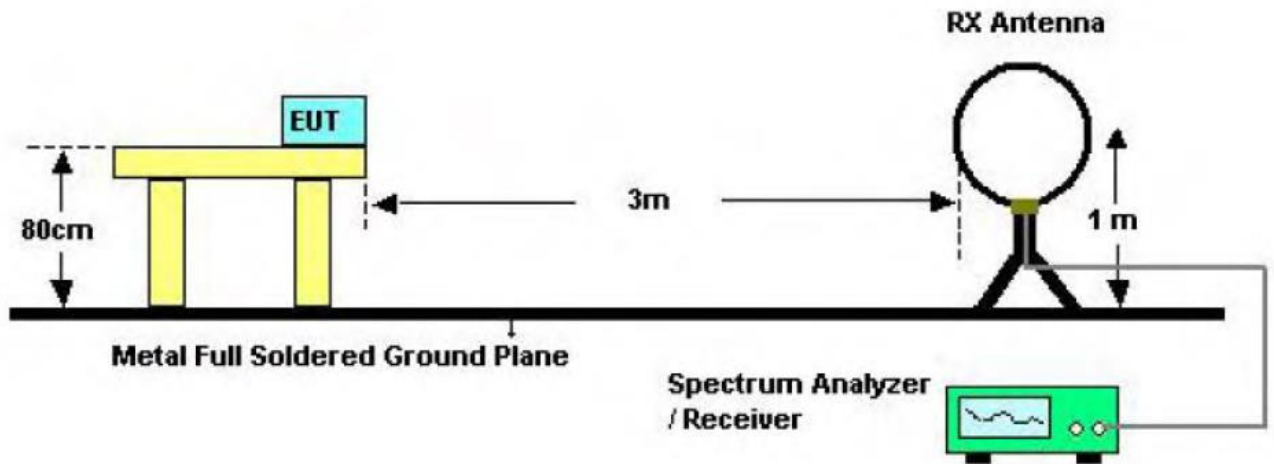 RX Antenna
EUT
80cm
3m
1 m
Metal Full Soldered Ground Plane
Spectrum Analyzer
/ Receiver